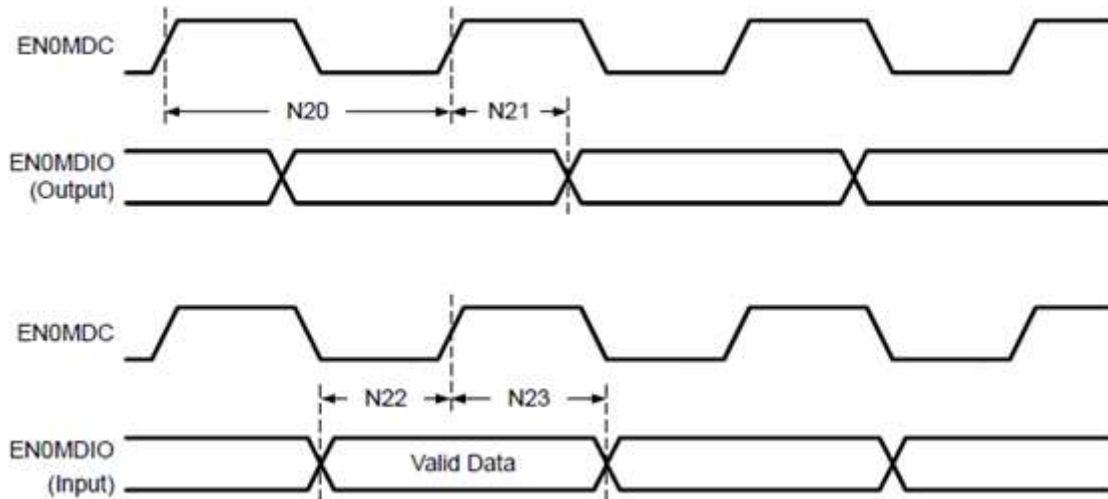 EN0MDC
N20
N21
EN0MDIO
(Output)
EN0MDC
N22
N23
EN0MDIO
(Input)
Valid Data